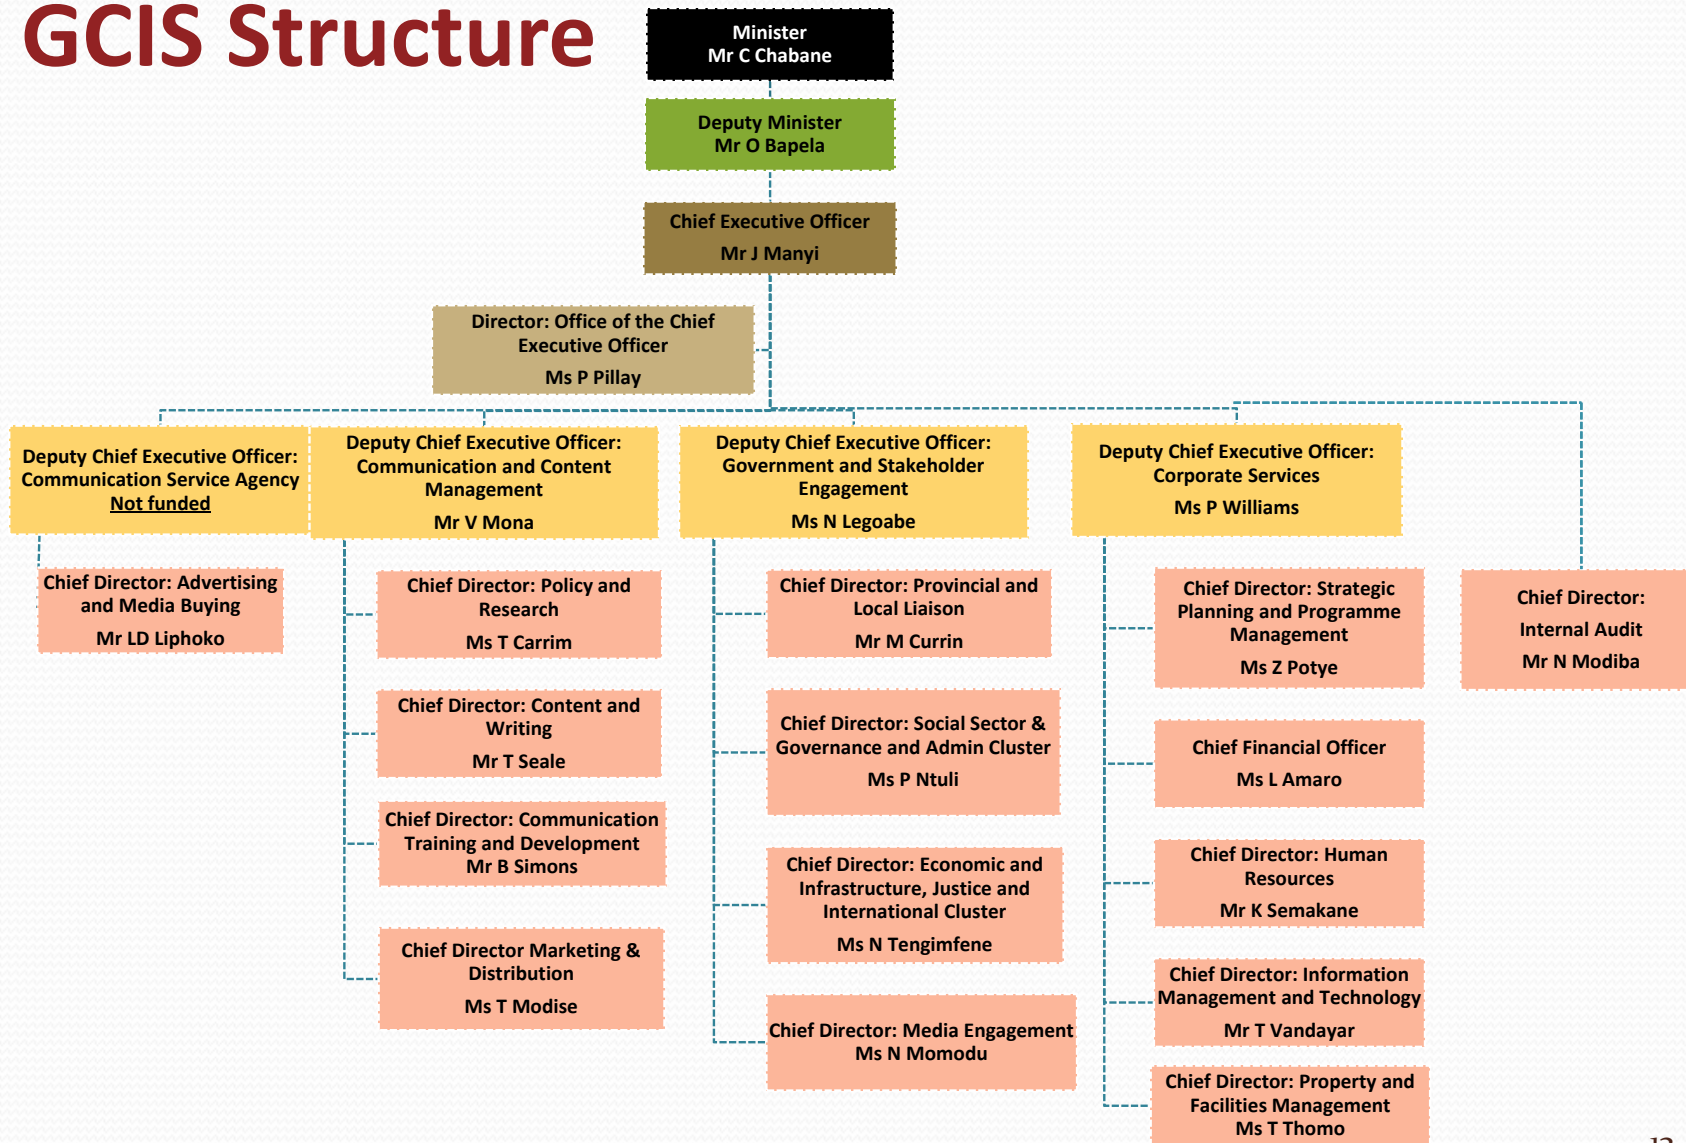 GCIS Structure
Minister
Mr C Chabane
Deputy Minister
Mr O Bapela
Chief Executive Officer
Mr J Manyi
Director: Office of the Chief
Executive Officer
Ms P Pillay
Deputy Chief Executive Officer:
Communication Service Agency
Not funded
Chief Director: Advertising
and Media Buying
Mr LD Liphoko
Deputy Chief Executive Officer:
Communication and Content
Management
Mr V Mona
Chief Director: Policy and
Research
Ms T Carrim
Chief Director: Content and
Writing
Mr T Seale
Chief Director: Communication
Training and Development
Mr B Simons
Chief Director Marketing &
Distribution
Ms T Modise
Deputy Chief Executive Officer:
Government and Stakeholder
Engagement
Ms N Legoabe
Chief Director: Provincial and
Local Liaison
Mr M Currin
Chief Director: Social Sector &
Governance and Admin Cluster
Ms P Ntuli
Chief Director: Economic and
Infrastructure, Justice and
International Cluster
Ms N Tengimfene
Chief Director: Media Engagement
Ms N Momodu
Deputy Chief Executive Officer:
Corporate Services
Ms P Williams
Chief Director: Strategic
Planning and Programme
Management
Ms Z Potye
Chief Financial Officer
Ms L Amaro
Chief Director: Human
Resources
Mr K Semakane
Chief Director: Information
Management and Technology
Mr T Vandayar
Chief Director: Property and
Facilities Management
Ms T Thomo
Chief Director:
Internal Audit
Mr N Modiba